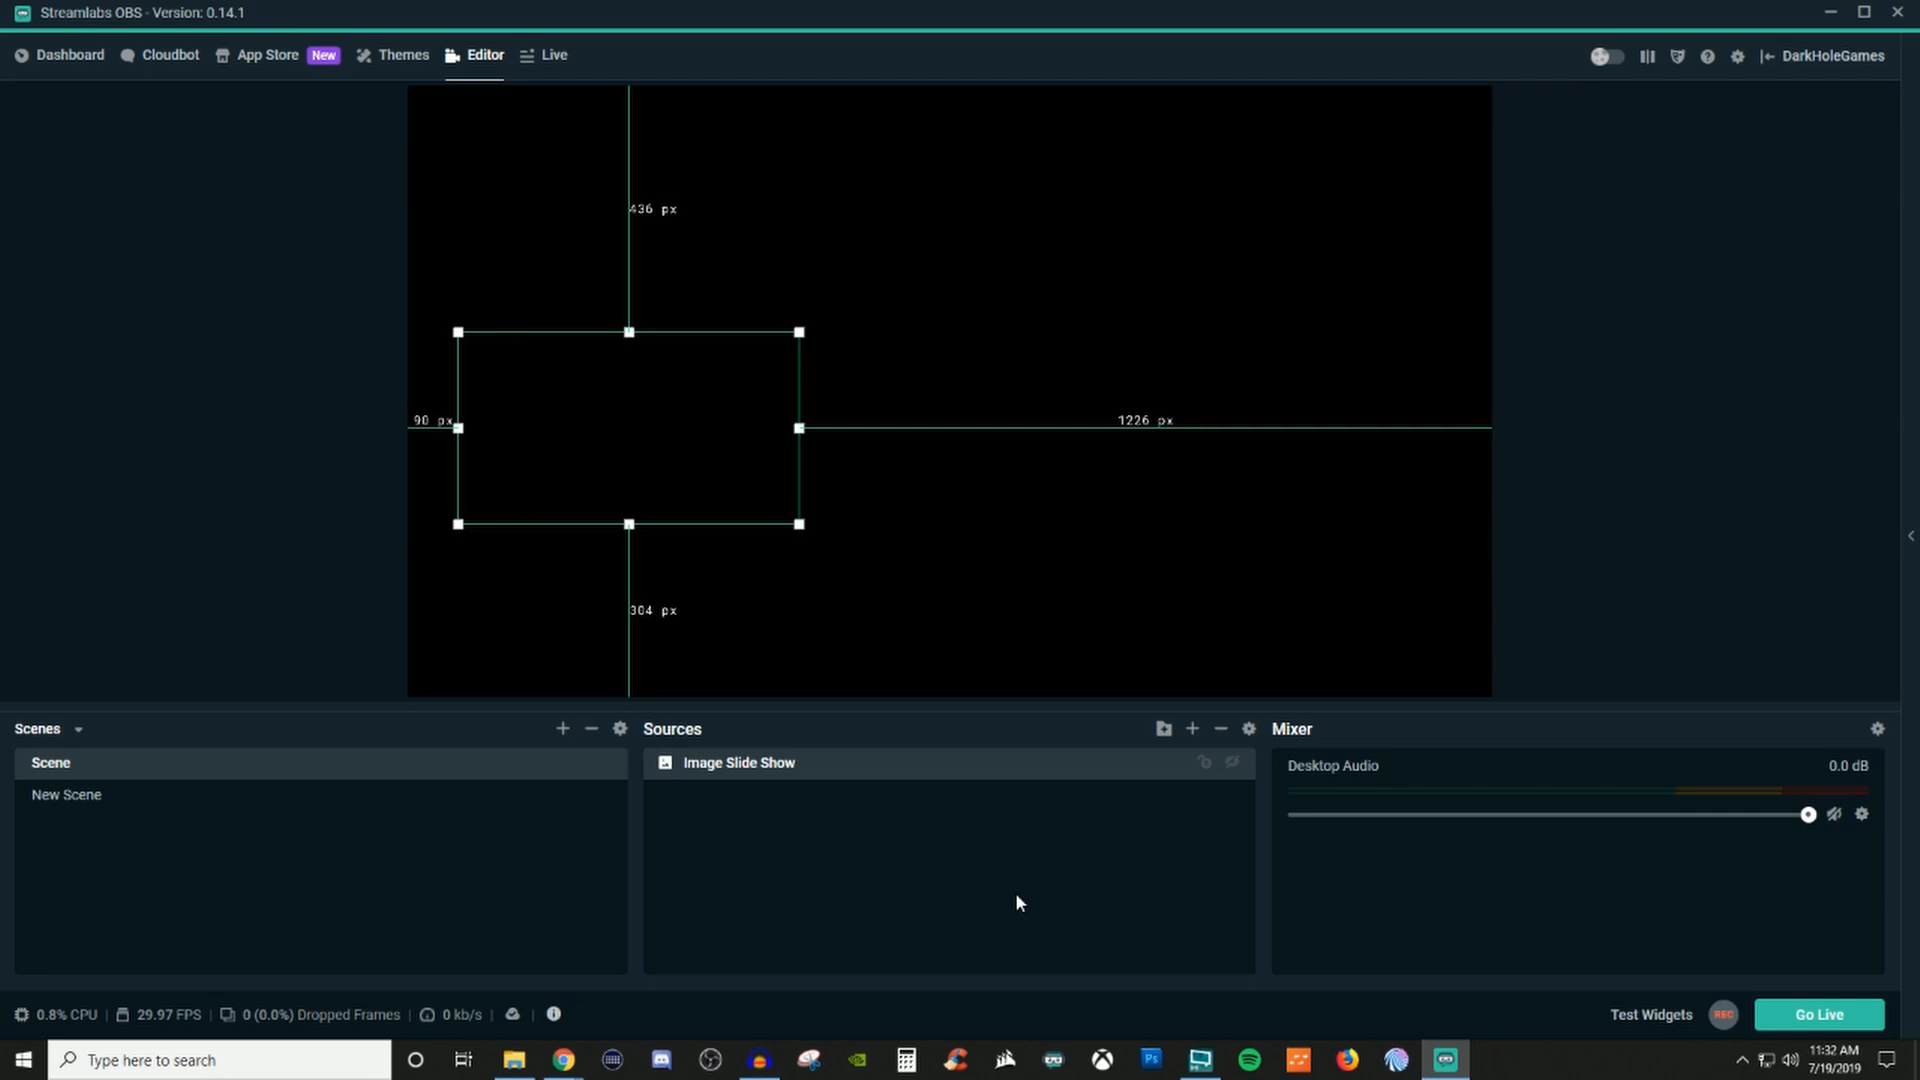 Streamlabs OBS - Version: 0.14.1
Dashboard Cloudbot App Store New Themes Editor Live DarkHoleGames
436 px
90 px 1226 px
304 px
Scenes
Scene
New Scene
Sources
Image Slide Show
Mixer
Desktop Audio 0.0 dB
0.8% CPU 29.97 FPS 0 (0.0%) Dropped Frames 0 kb/s Test Widgets REC Go Live
Type here to search Ps 11:32 AM
7/19/2019